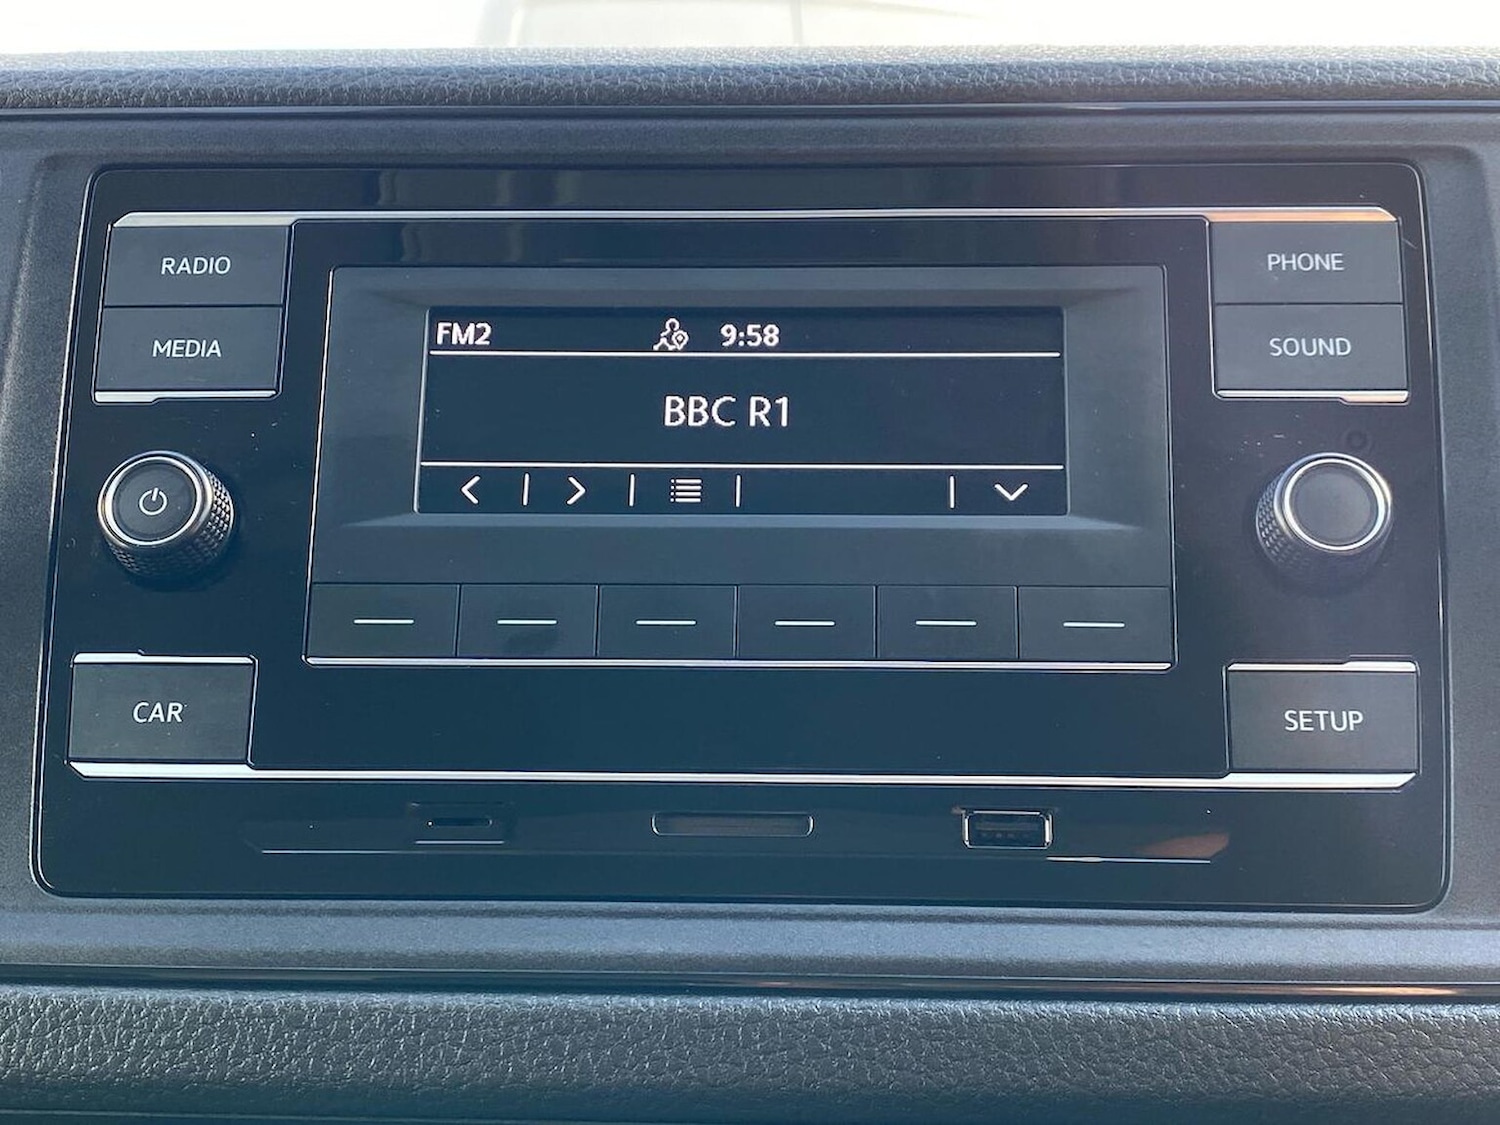 RADIO
PHONE
MEDIA
SOUND
FM2 9:58
BBC R1
CAR
SETUP